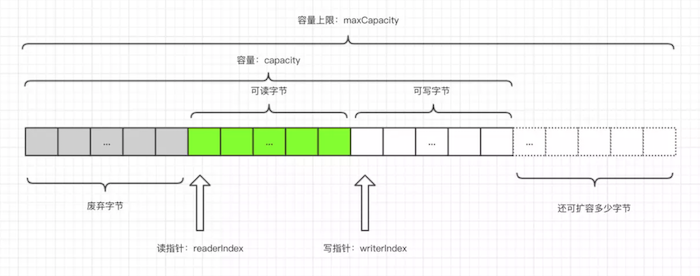 容量上限：maxCapacity
容量：capacity
可读字节
可写字节
...
...
...
...
废弃字节
还可扩容多少字节
读指针：readerIndex
写指针：writerIndex